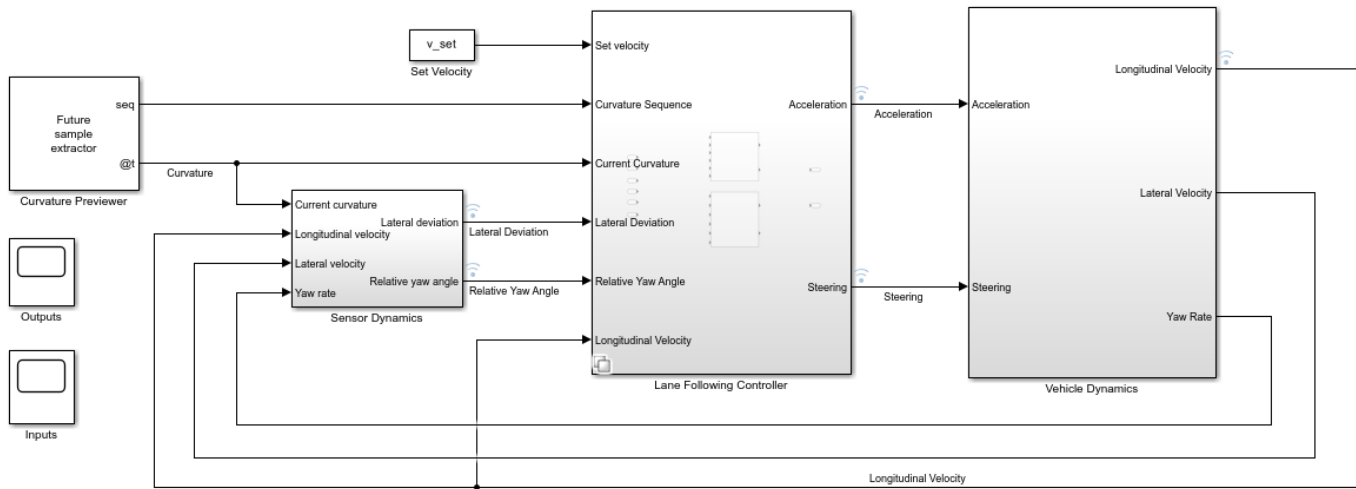 v_set
Set Velocity
Future
sample
extractor
seq
@t
Curvature Previewer
Curvature
Outputs
Inputs
Current curvature
Longitudinal velocity
Lateral velocity
Yaw rate
Lateral deviation
Relative yaw angle
Sensor Dynamics
Lateral Deviation
Relative Yaw Angle
Set velocity
Curvature Sequence
Current Curvature
Lateral Deviation
Relative Yaw Angle
Longitudinal Velocity
Acceleration
Steering
Lane Following Controller
Acceleration
Steering
Acceleration
Steering
Longitudinal Velocity
Lateral Velocity
Yaw Rate
Vehicle Dynamics
Longitudinal Velocity